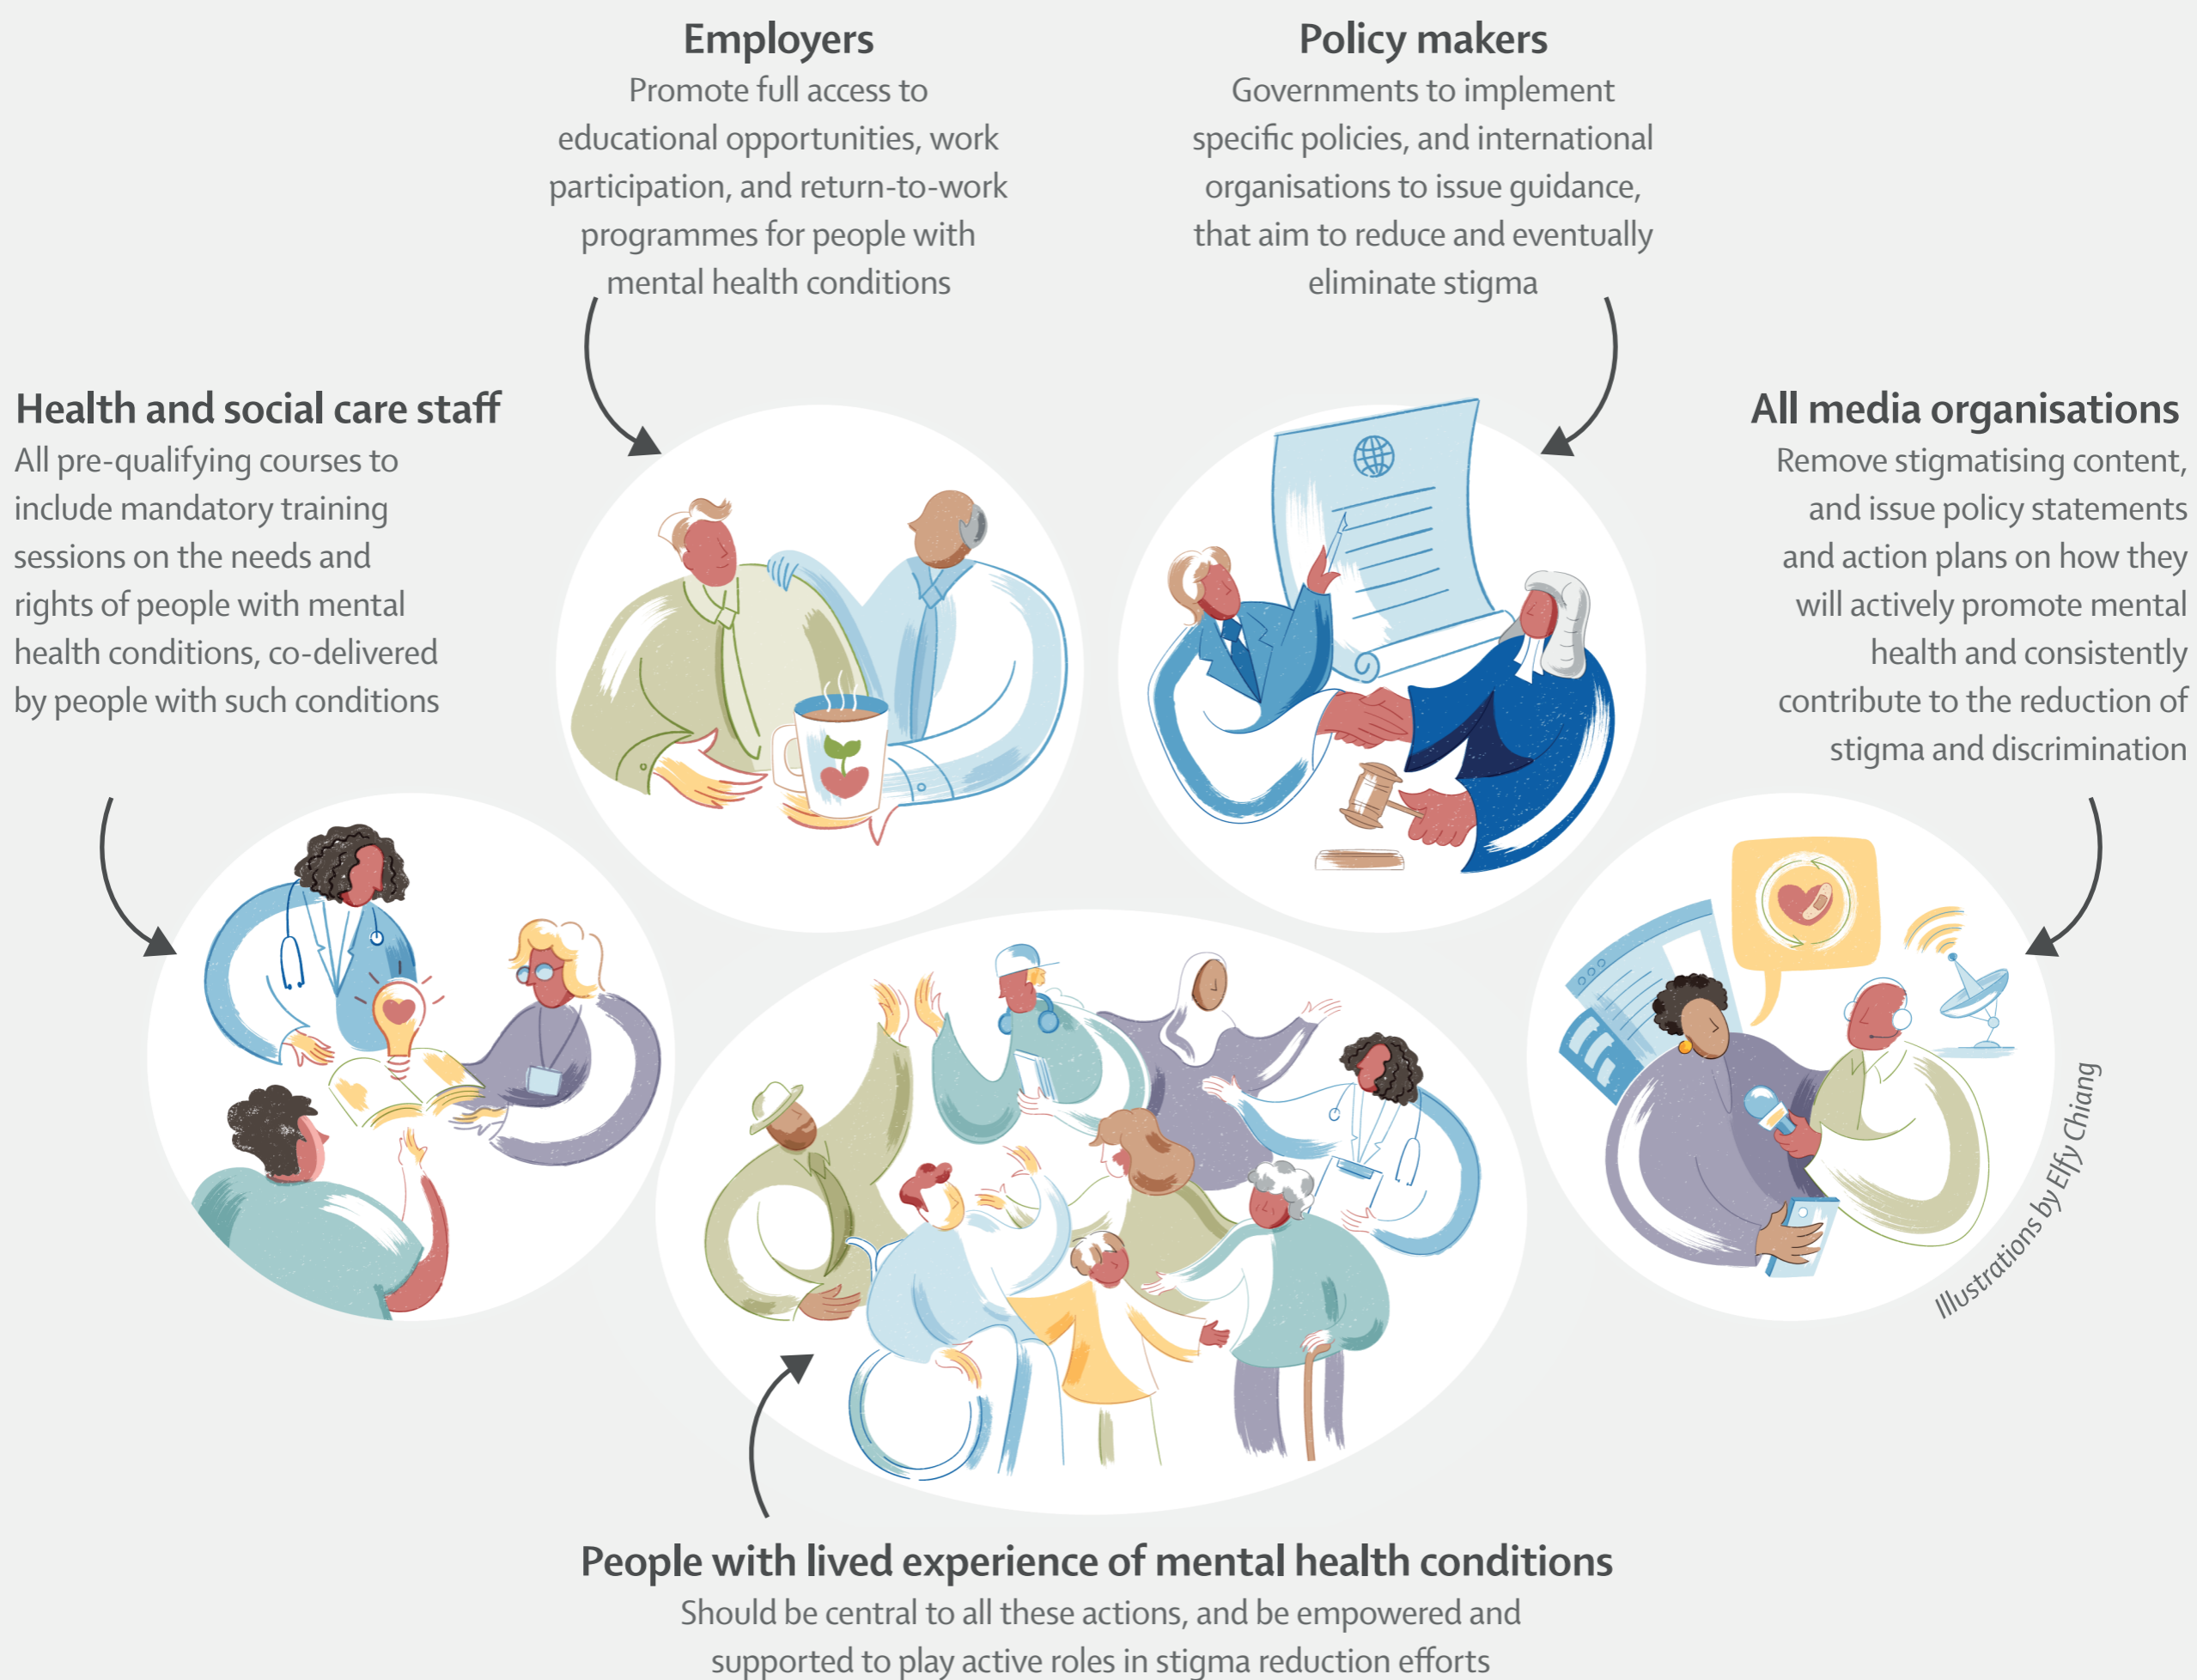 Employers
Promote full access to
educational opportunities, work
participation, and return-to-work
programmes for people with
mental health conditions
Policy makers
Governments to implement
specific policies, and international
organisations to issue guidance,
that aim to reduce and eventually
eliminate stigma
Health and social care staff
All pre-qualifying courses to
include mandatory training
sessions on the needs and
rights of people with mental
health conditions, co-delivered
by people with such conditions
All media organisations
Remove stigmatising content,
and issue policy statements
and action plans on how they
will actively promote mental
health and consistently
contribute to the reduction of
stigma and discrimination
Illustrations by Elfy Chiang
People with lived experience of mental health conditions
Should be central to all these actions, and be empowered and
supported to play active roles in stigma reduction efforts